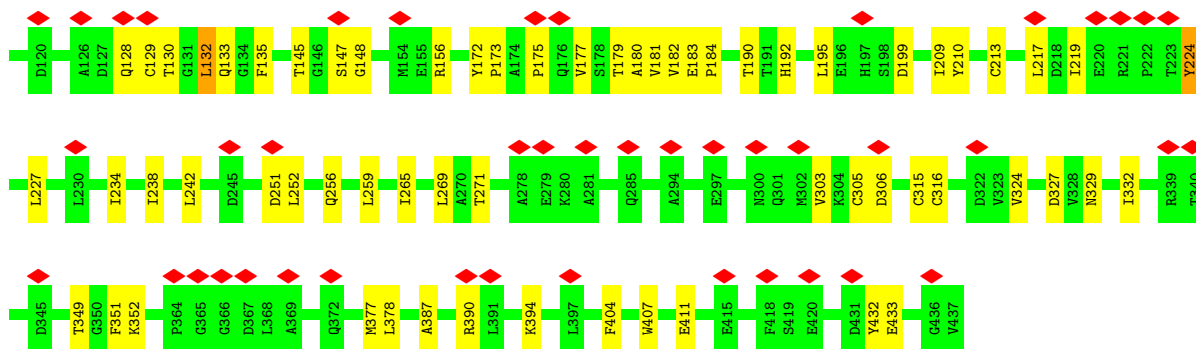 D120 A126 D127 Q128 C129 T130 G131 L132 Q133 G134 F135 T145 G146 S147 G148 M154 E155 R156 Y172 P173 A174 P175 Q176 V177 S178 T179 A180 V181 V182 E183 P184 T190 T191 H192 L195 E196 H197 S198 D199 I209 Y210 C213 L217 D218 I219 E220 R221 P222 T223 Y224
L227 L230 I234 I238 L242 D245 D251 L252 Q256 L259 I265 L269 A270 T271 A278 E279 K280 A281 Q285 A294 E297 N300 Q301 M302 V303 K304 C305 D306 C315 C316 D322 V323 V324 D327 V328 N329 I332 R339 T340
D345 T349 G350 F351 K352 P364 G365 G366 D367 L368 A369 Q372 M377 L378 A387 R390 L391 K394 L397 F404 W407 E411 E415 F418 S419 E420 D431 Y432 E433 G436 V437